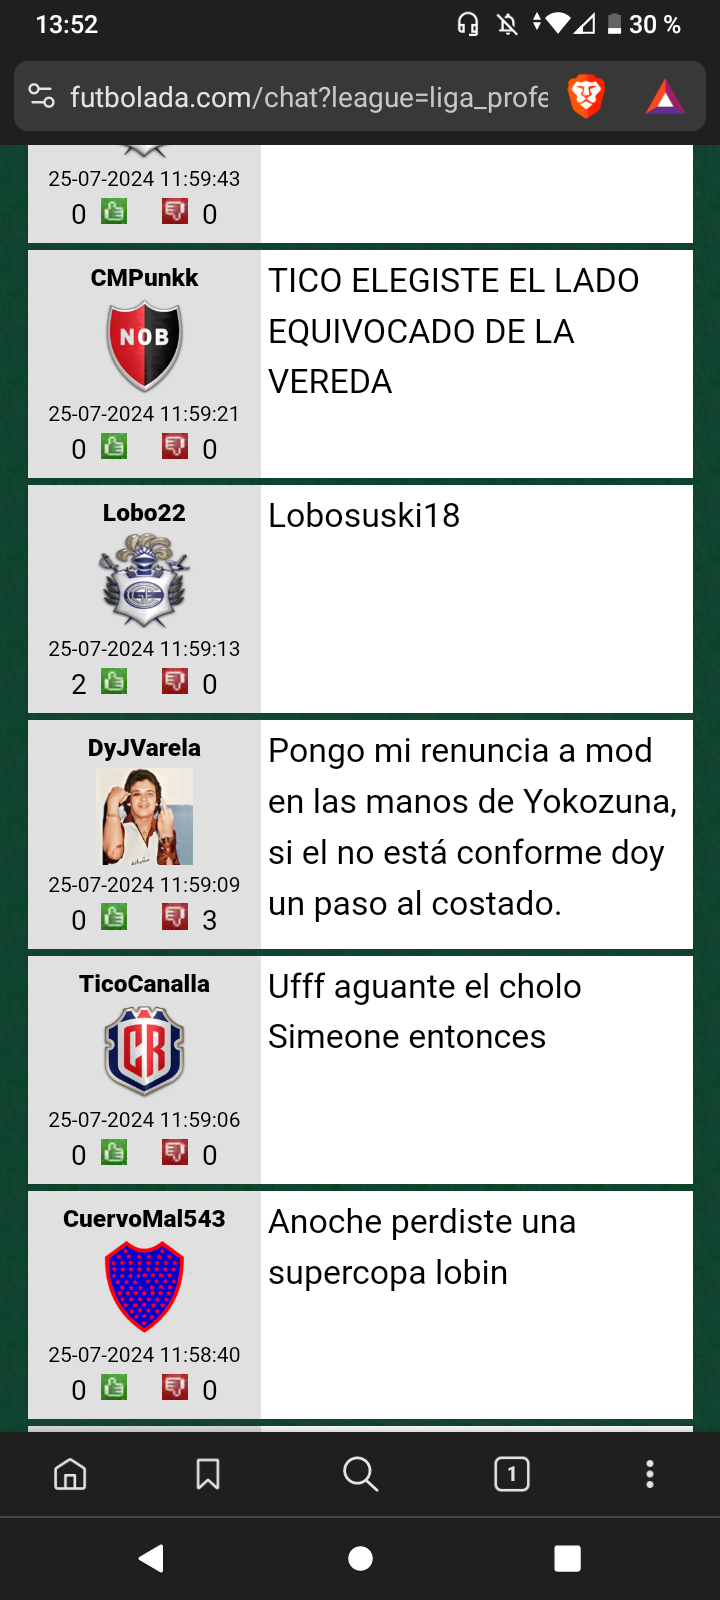 13:52
30 %
futbolada.com/chat?league=liga_profe
25-07-2024 11:59:43
0 0
CMPunkk
NOB
25-07-2024 11:59:21
0 0
TICO ELEGISTE EL LADO
EQUIVOCADO DE LA
VEREDA
Lobo22
25-07-2024 11:59:13
2 0
Lobosuski18
DyJVarela
25-07-2024 11:59:09
0 3
Pongo mi renuncia a mod
en las manos de Yokozuna,
si el no está conforme doy
un paso al costado.
TicoCanalla
CR
25-07-2024 11:59:06
0 0
Ufff aguante el cholo
Simeone entonces
CuervoMal543
25-07-2024 11:58:40
0 0
Anoche perdiste una
supercopa lobin
1